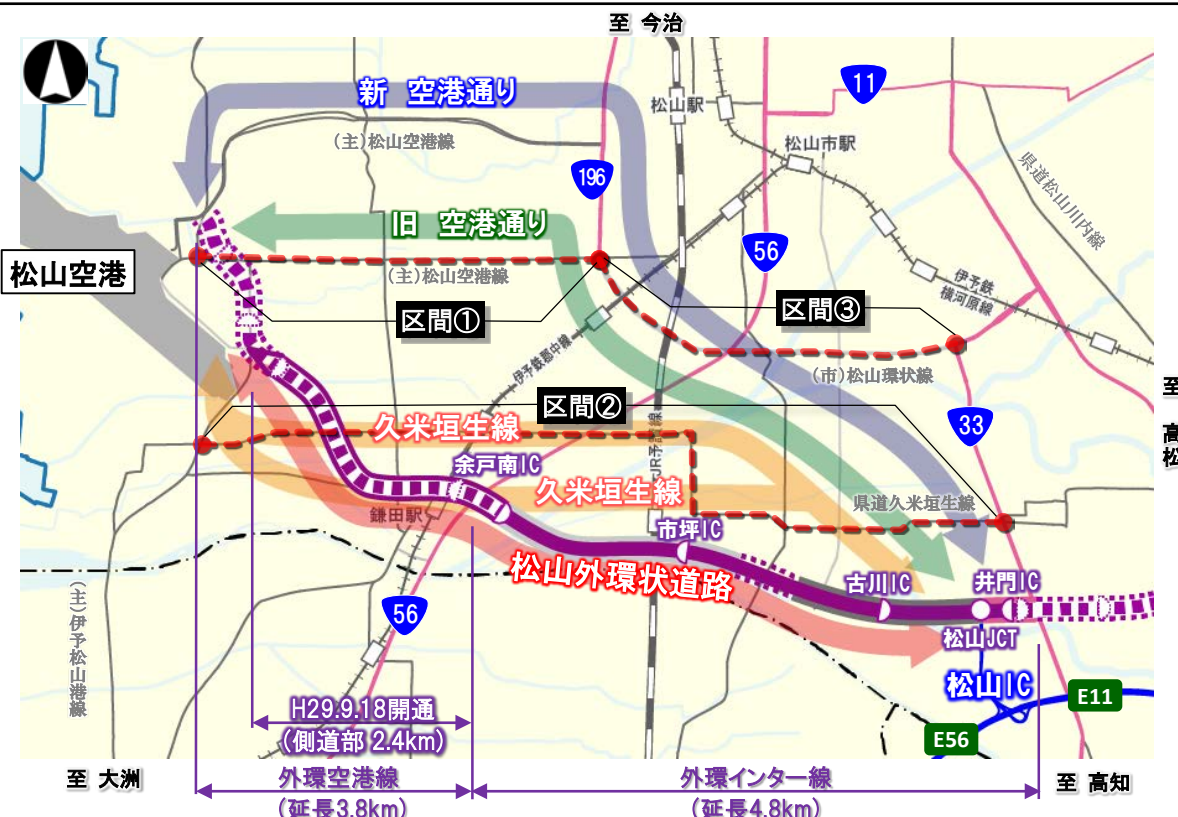 至 今治
新 空港通り
11
松山駅
(主)松山空港線
松山市駅
県道松山川内線
196
旧 空港通り
56
松山空港
(主)松山空港線
伊予鉄
横河原線
区間①
区間③
伊予鉄郡中線
(市)松山環状線
至
区間②
33
久米垣生線
JR予讃線
高
松
余戸南IC
久米垣生線
県道久米垣生線
鎌田駅
市坪IC
松山外環状道路
古川IC
井門IC
(主)伊予松山港線
56
松山JCT
松山IC
E11
H29.9.18開通
(側道部 2.4km)
E56
至 大洲
外環空港線
(延長3.8km)
外環インター線
(延長4.8km)
至 高知